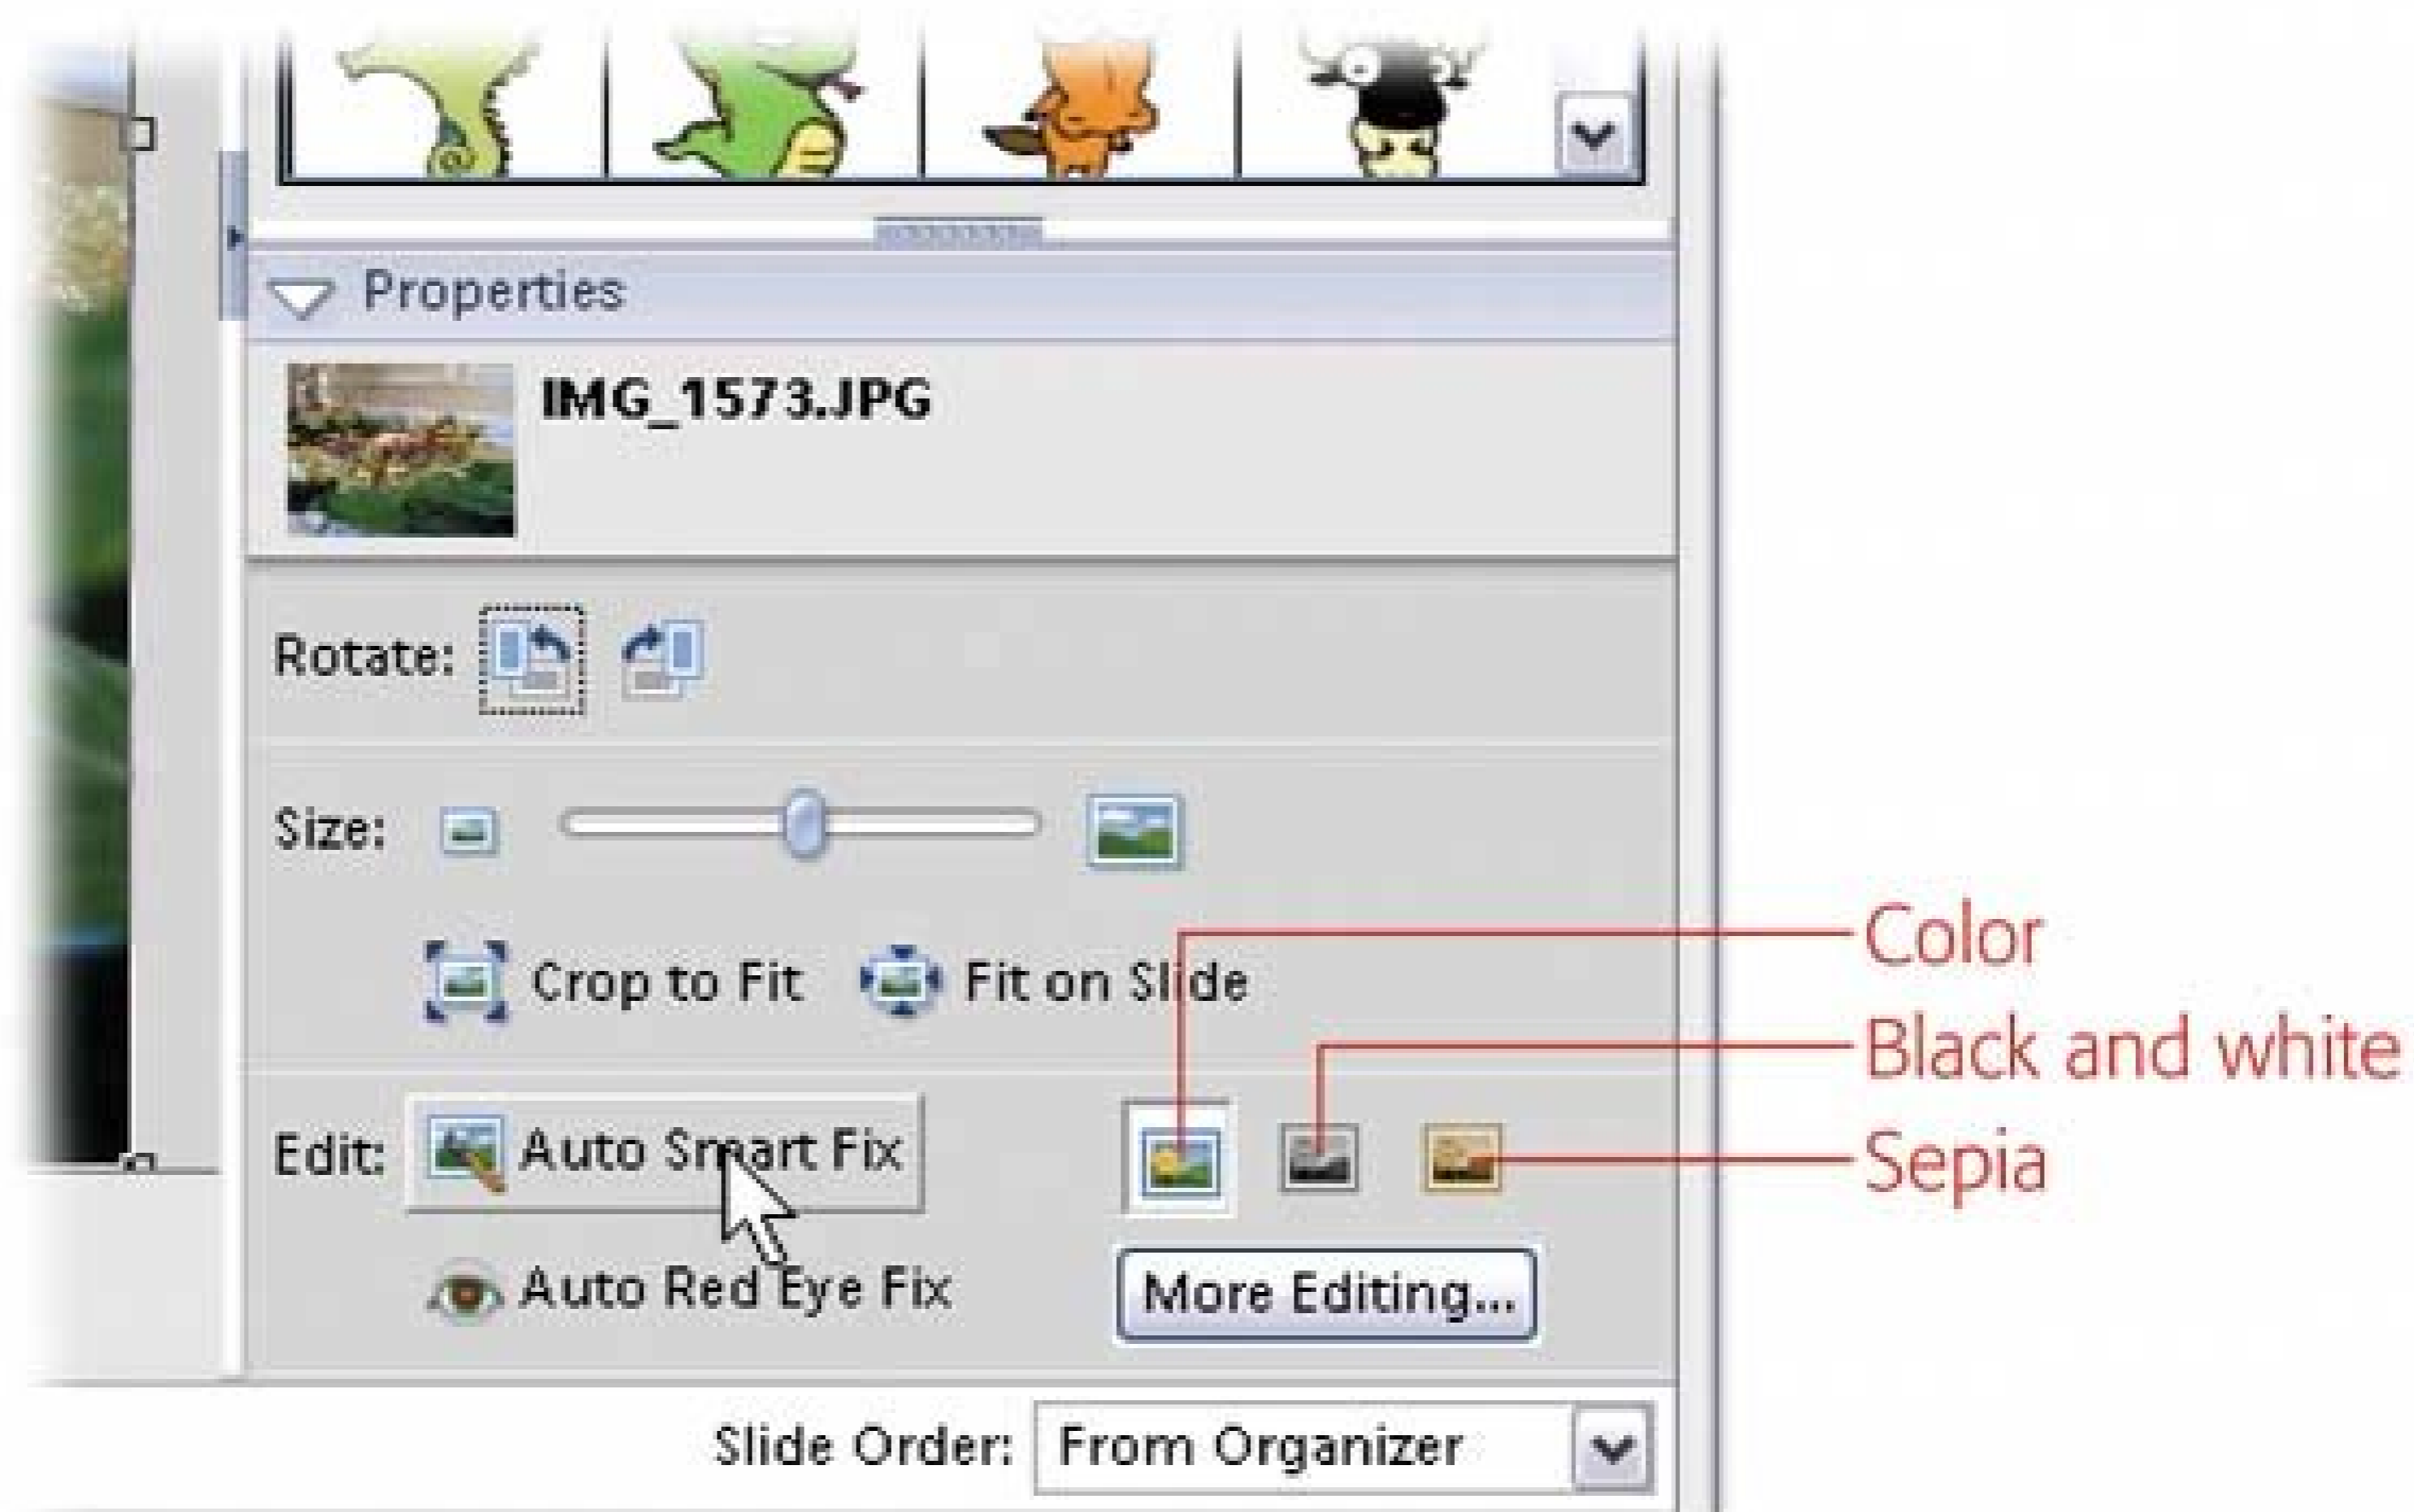 Properties
IMG_1573.JPG
Rotate:
Size:
Crop to Fit Fit on Slide
Color
Black and white
Edit: Auto Smart Fix
Sepia
Auto Red Eye Fix More Editing...
Slide Order: From Organizer